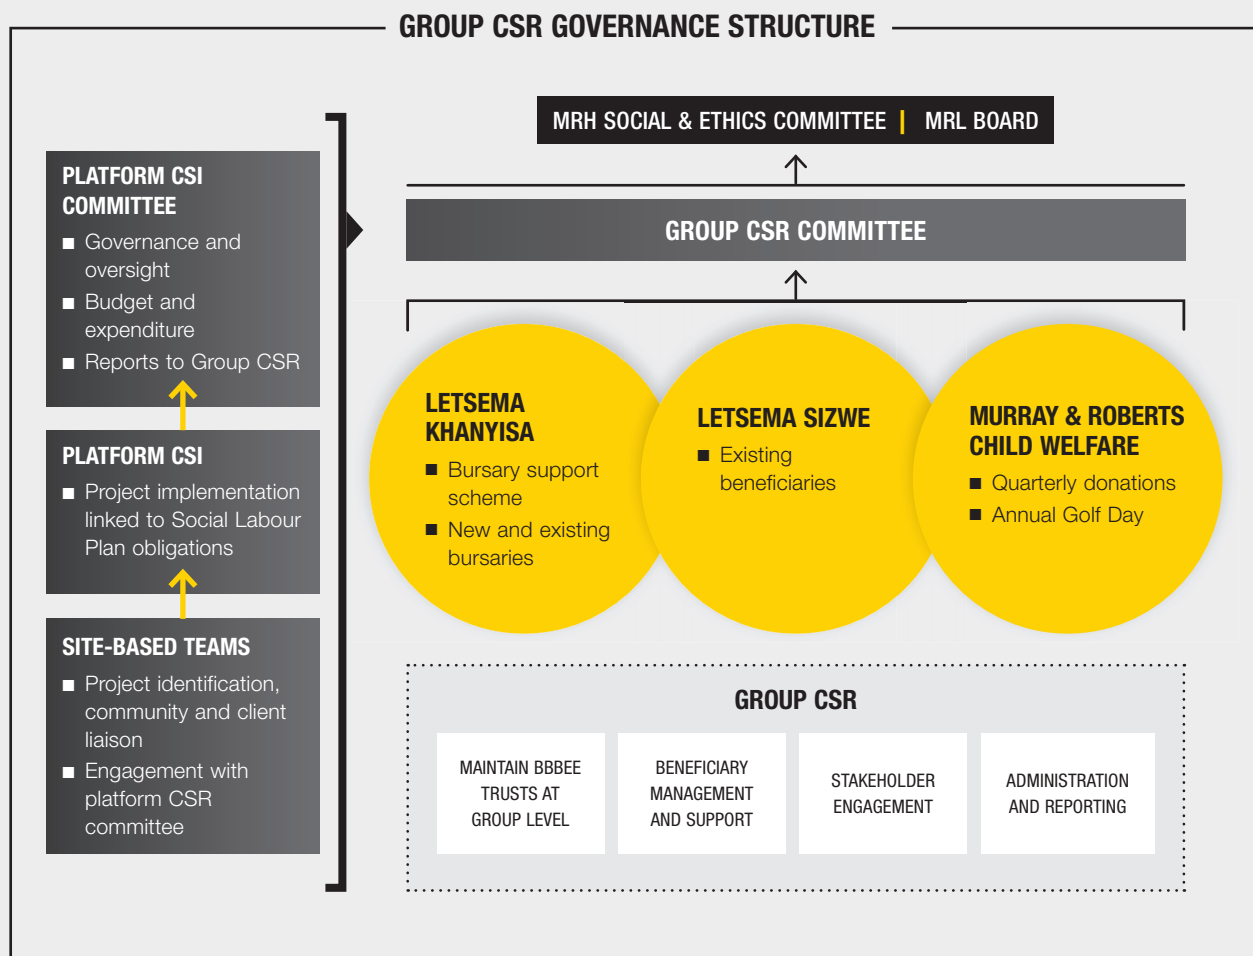 GROUP CSR GOVERNANCE STRUCTURE
PLATFORM CSI
COMMITTEE
■ Governance and
oversight
■ Budget and
expenditure
■ Reports to Group CSR
PLATFORM CSI
■ Project implementation
linked to Social Labour
Plan obligations
SITE-BASED TEAMS
■ Project identification,
community and client
liaison
■ Engagement with
platform CSR
committee
MRH SOCIAL & ETHICS COMMITTEE | MRL BOARD
GROUP CSR COMMITTEE
LETSEMA
KHANYISA
■ Bursary support
scheme
■ New and existing
bursaries
LETSEMA SIZWE
■ Existing
beneficiaries
MURRAY & ROBERTS
CHILD WELFARE
■ Quarterly donations
■ Annual Golf Day
GROUP CSR
MAINTAIN BBBEE
TRUSTS AT
GROUP LEVEL
BENEFICIARY
MANAGEMENT
AND SUPPORT
STAKEHOLDER
ENGAGEMENT
ADMINISTRATION
AND REPORTING